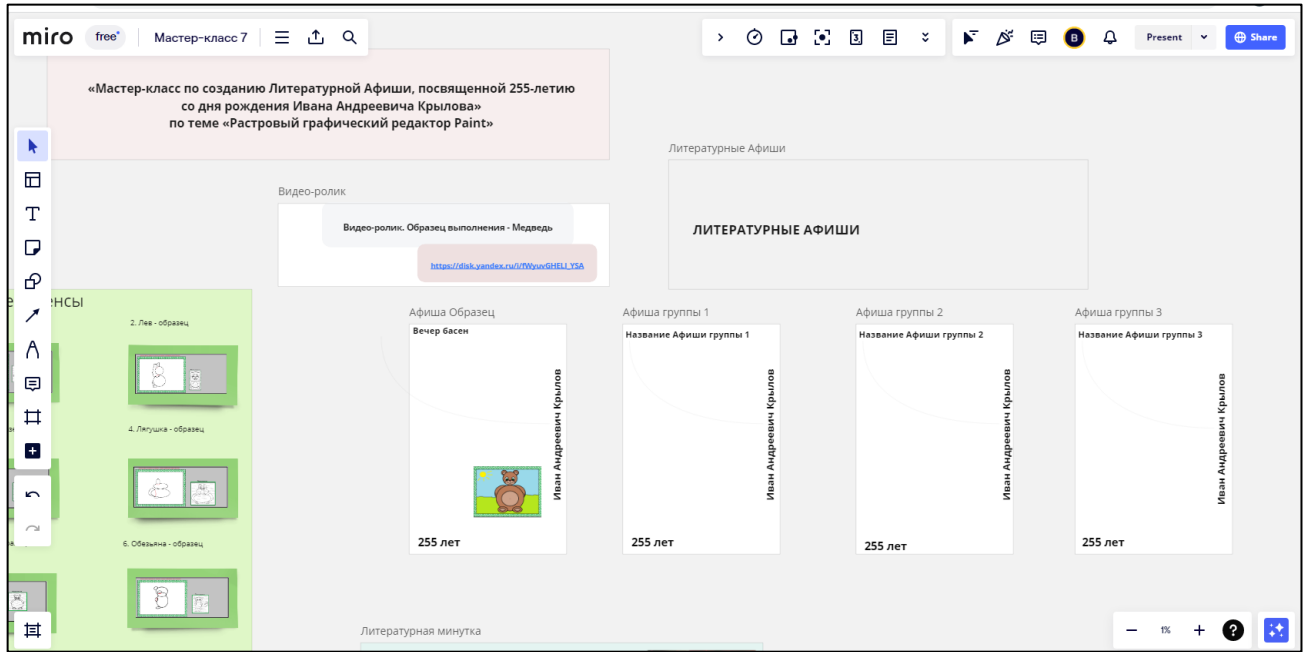 miro
free
Мастер-класс 7
Present
Share
«Мастер-класс по созданию Литературной Афиши, посвященной 255-летию
со дня рождения Ивана Андреевича Крылова»
по теме «Растровый графический редактор Paint»
Литературные Афиши
ЛИТЕРАТУРНЫЕ АФИШИ
Видео-ролик
Видео-ролик. Образец выполнения - Медведь
https://disk.yandex.ru/i/fWyuvGHELI_YSA
енсы
2. Лев - образец
4. Лягушка - образец
6. Обезьяна - образец
Афиша Образец
Вечер басен
Иван Андреевич Крылов
255 лет
Афиша группы 1
Название Афиши группы 1
Иван Андреевич Крылов
255 лет
Афиша группы 2
Название Афиши группы 2
Иван Андреевич Крылов
255 лет
Афиша группы 3
Название Афиши группы 3
Иван Андреевич Крылов
255 лет
Литературная минутка
1%